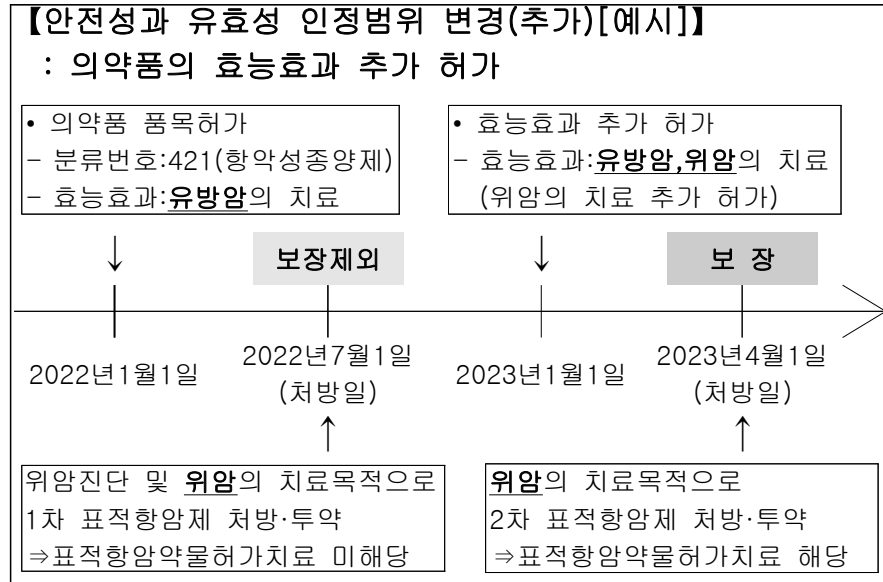 【안전성과 유효성 인정범위 변경(추가)[예시]】
: 의약품의 효능효과 추가 허가
• 의약품 품목허가
- 분류번호:421(항악성종양제)
- 효능효과:유방암의 치료
• 효능효과 추가 허가
- 효능효과:유방암,위암의 치료
(위암의 치료 추가 허가)
↓
보장제외
↓
보 장
2022년1월1일
2022년7월1일
(처방일)
2023년1월1일
2023년4월1일
(처방일)
↑
↑
위암진단 및 위암의 치료목적으로
1차 표적항암제 처방·투약
⇒표적항암약물허가치료 미해당
위암의 치료목적으로
2차 표적항암제 처방·투약
⇒표적항암약물허가치료 해당